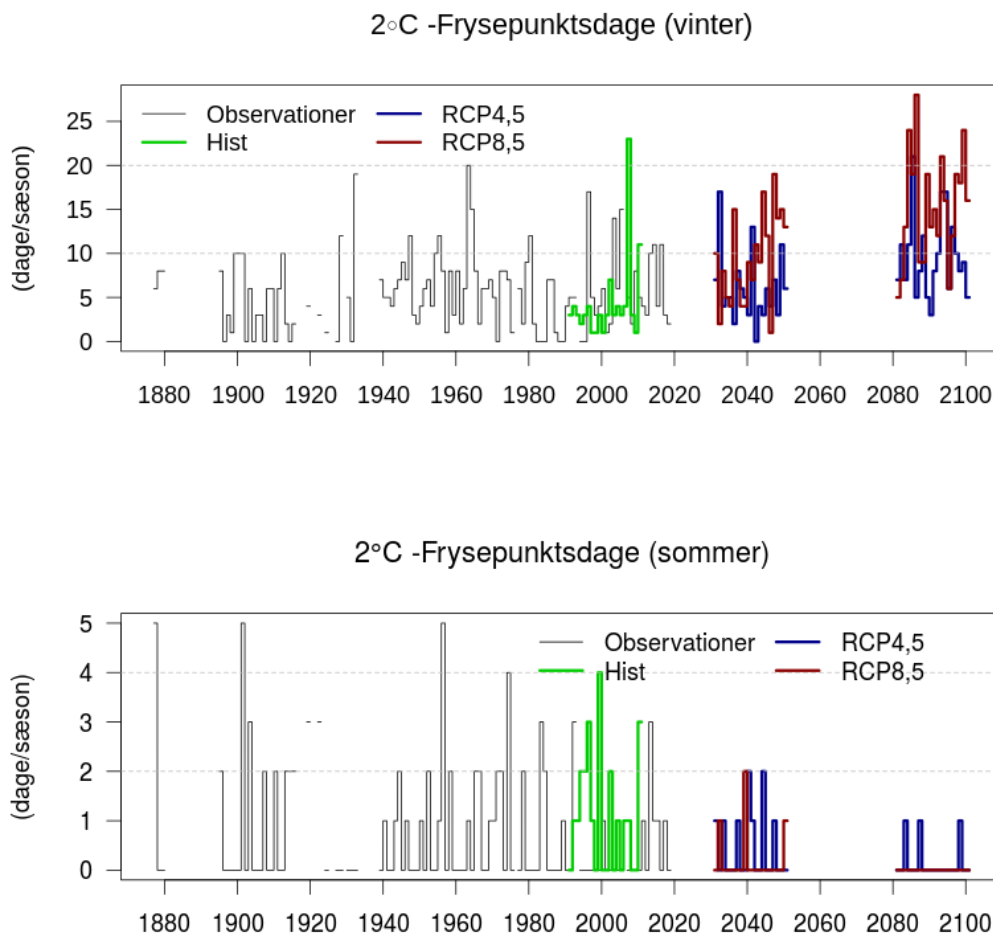 2◦C -Frysepunktsdage (vinter)
(dage/sæson)
Observationer RCP4,5
Hist RCP8,5
25
20
15
10
5
0
1880 1900 1920 1940 1960 1980 2000 2020 2040 2060 2080 2100
2°C -Frysepunktsdage (sommer)
(dage/sæson)
Observationer RCP4,5
Hist RCP8,5
5
4
3
2
1
0
1880 1900 1920 1940 1960 1980 2000 2020 2040 2060 2080 2100